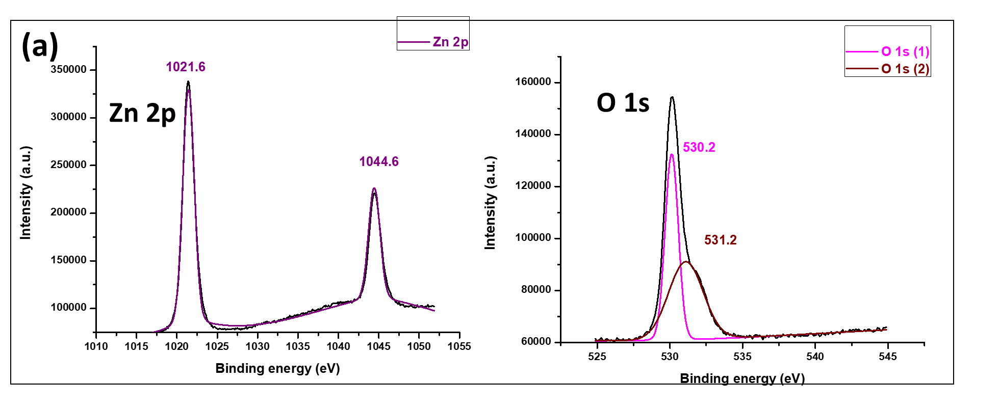 (a)
Zn 2p
1021.6
1044.6
Zn 2p
350000
300000
250000
200000
150000
100000
Intensity (a.u.)
1010 1015 1020 1025 1030 1035 1040 1045 1050 1055
Binding energy (eV)
O 1s (1)
O 1s (2)
O 1s
530.2
531.2
160000
140000
120000
100000
80000
60000
Intensity (a.u.)
525 530 535 540 545
Binding energy (eV)